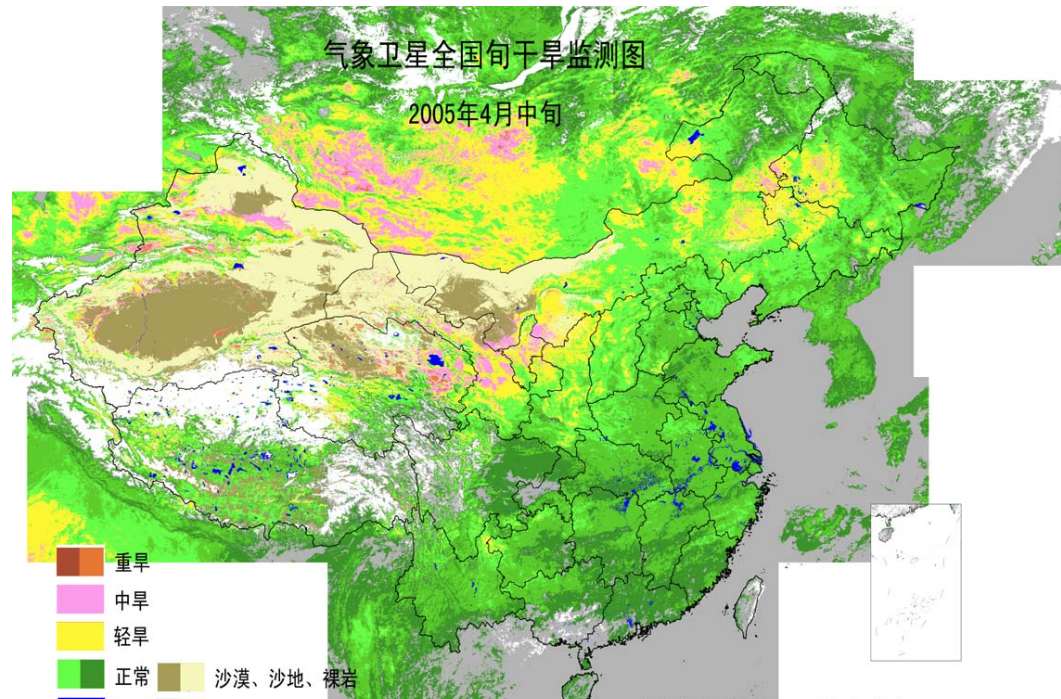 气象卫星全国旬干旱监测图
2005年4月中旬
重旱
中旱
轻旱
正常 沙漠、沙地、裸岩